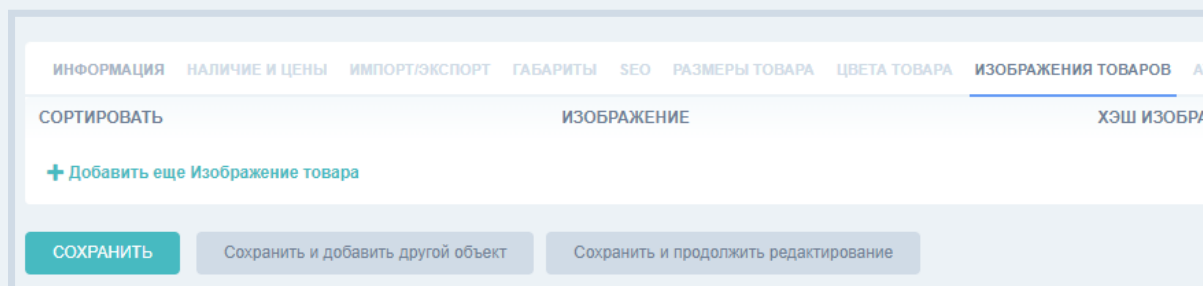 ИНФОРМАЦИЯ НАЛИЧИЕ И ЦЕНЫ ИМПОРТ/ЭКСПОРТ ГАБАРИТЫ SEO РАЗМЕРЫ ТОВАРА ЦВЕТА ТОВАРА ИЗОБРАЖЕНИЯ ТОВАРОВ
СОРТИРОВАТЬ ИЗОБРАЖЕНИЕ ХЭШ
Добавить еще Изображение товара
СОХРАНИТЬ Сохранить и добавить другой объект Сохранить и продолжить редактирование